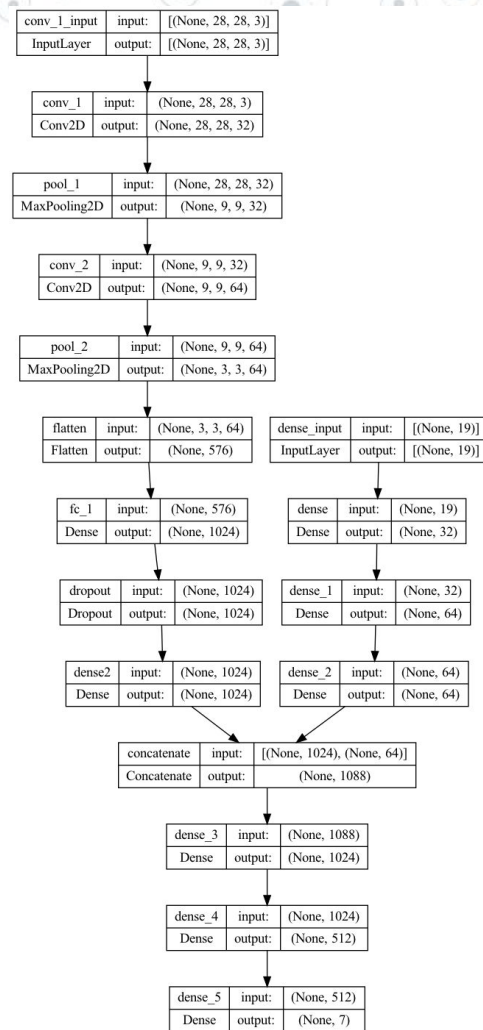 conv_1_input input: [(None, 28, 28, 3)]
InputLayer output: [(None, 28, 28, 3)]
conv_1 input: (None, 28, 28, 3)
Conv2D output: (None, 28, 28, 32)
pool_1 input: (None, 28, 28, 32)
MaxPooling2D output: (None, 9, 9, 32)
conv_2 input: (None, 9, 9, 32)
Conv2D output: (None, 9, 9, 64)
pool_2 input: (None, 9, 9, 64)
MaxPooling2D output: (None, 3, 3, 64)
flatten input: (None, 3, 3, 64)
Flatten output: (None, 576)
dense_input input: [(None, 19)]
InputLayer output: [(None, 19)]
fc_1 input: (None, 576)
Dense output: (None, 1024)
dense input: (None, 19)
Dense output: (None, 32)
dropout input: (None, 1024)
Dropout output: (None, 1024)
dense_1 input: (None, 32)
Dense output: (None, 64)
dense2 input: (None, 1024)
Dense output: (None, 1024)
dense_2 input: (None, 64)
Dense output: (None, 64)
concatenate input: [(None, 1024), (None, 64)]
Concatenate output: (None, 1088)
dense_3 input: (None, 1088)
Dense output: (None, 1024)
dense_4 input: (None, 1024)
Dense output: (None, 512)
dense_5 input: (None, 512)
Dense output: (None, 7)